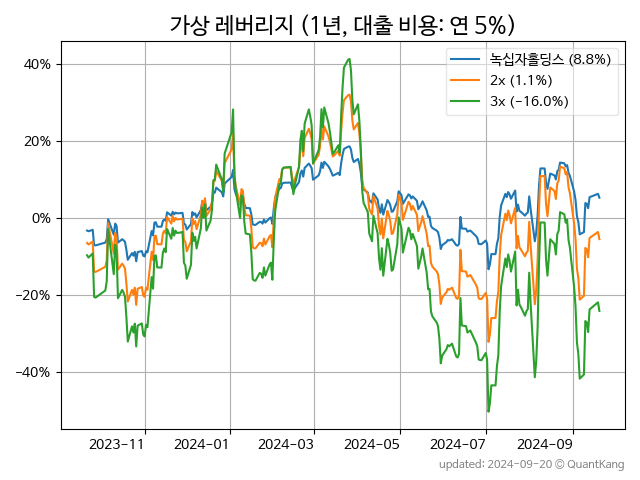 가상 레버리지 (1년, 대출 비용: 연 5%)
녹십자홀딩스 (8.8%)
2x (1.1%)
3x (−16.0%)
40%
20%
0%
−20%
−40%
2023-11
2024-01
2024-03
2024-05
2024-07
2024-09
updated: 2024-09-20 © QuantKang